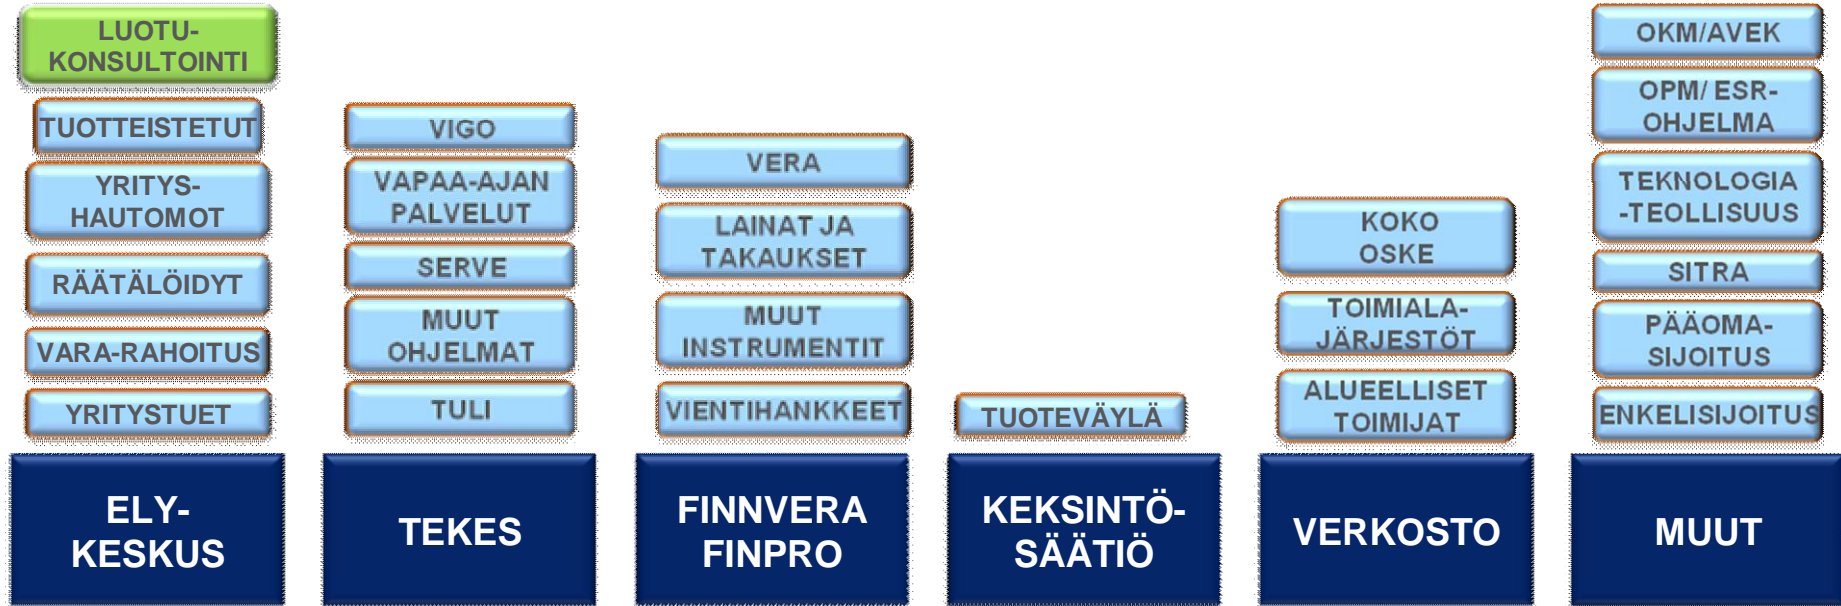 LUOTU-
KONSULTOINTI
TUOTTEISTETUT
YRITYS-
HAUTOMOT
RÄÄTÄLÖIDYT
VARA-RAHOITUS
YRITYSTUET
ELY-
KESKUS
VIGO
VAPAA-AJAN
PALVELUT
SERVE
MUUT
OHJELMAT
TULI
TEKES
VERA
LAINAT JA
TAKAUKSET
MUUT
INSTRUMENTIT
VIENTIHANKKEET
FINNVERA
FINPRO
TUOTEVÄYLÄ
KEKSINTÖ-
SÄÄTIÖ
KOKO
OSKE
TOIMIALA-
JÄRJESTÖT
ALUEELLISET
TOIMIJAT
VERKOSTO
OKM/AVEK
OPM/ ESR-
OHJELMA
TEKNOLOGIA
-TEOLLISUUS
SITRA
PÄÄOMA-
SIJOITUS
ENKELISIJOITUS
MUUT